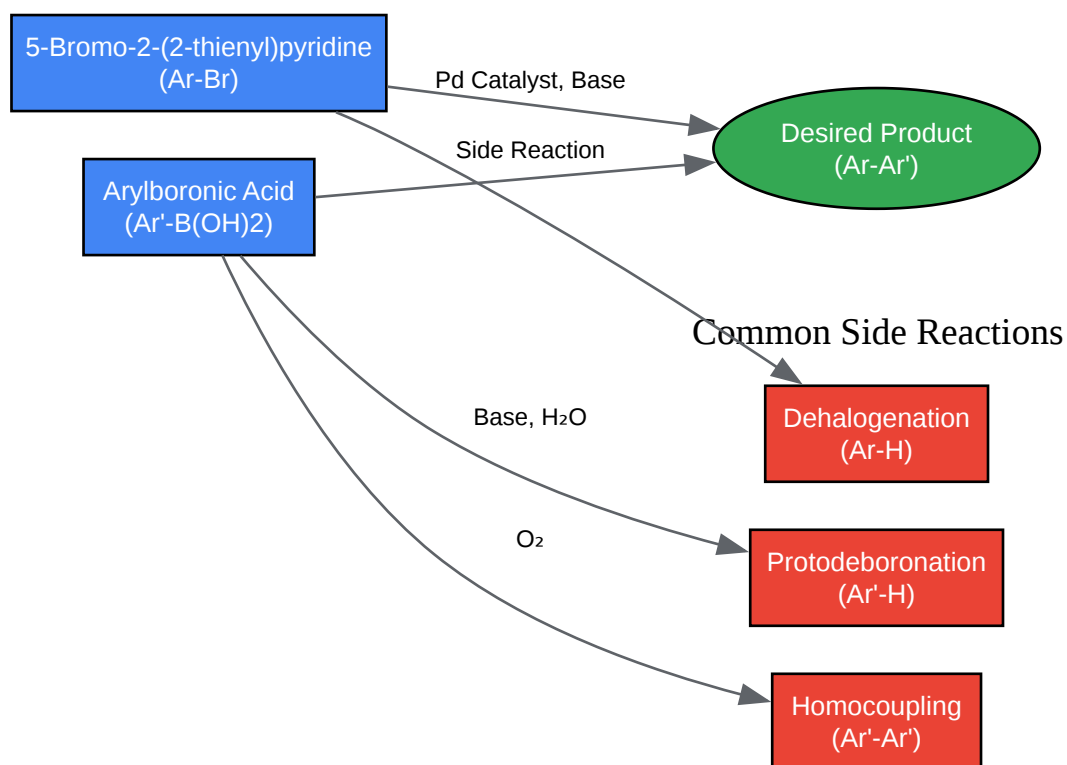 5-Bromo-2-(2-thienyl)pyridine
(Ar-Br)
Pd Catalyst, Base
Desired Product
(Ar-Ar')
Side Reaction
Arylboronic Acid
(Ar'-B(OH)2)
Common Side Reactions
Dehalogenation
(Ar-H)
Base, H₂O
O₂
Protodeboronation
(Ar'-H)
Homocoupling
(Ar'-Ar')